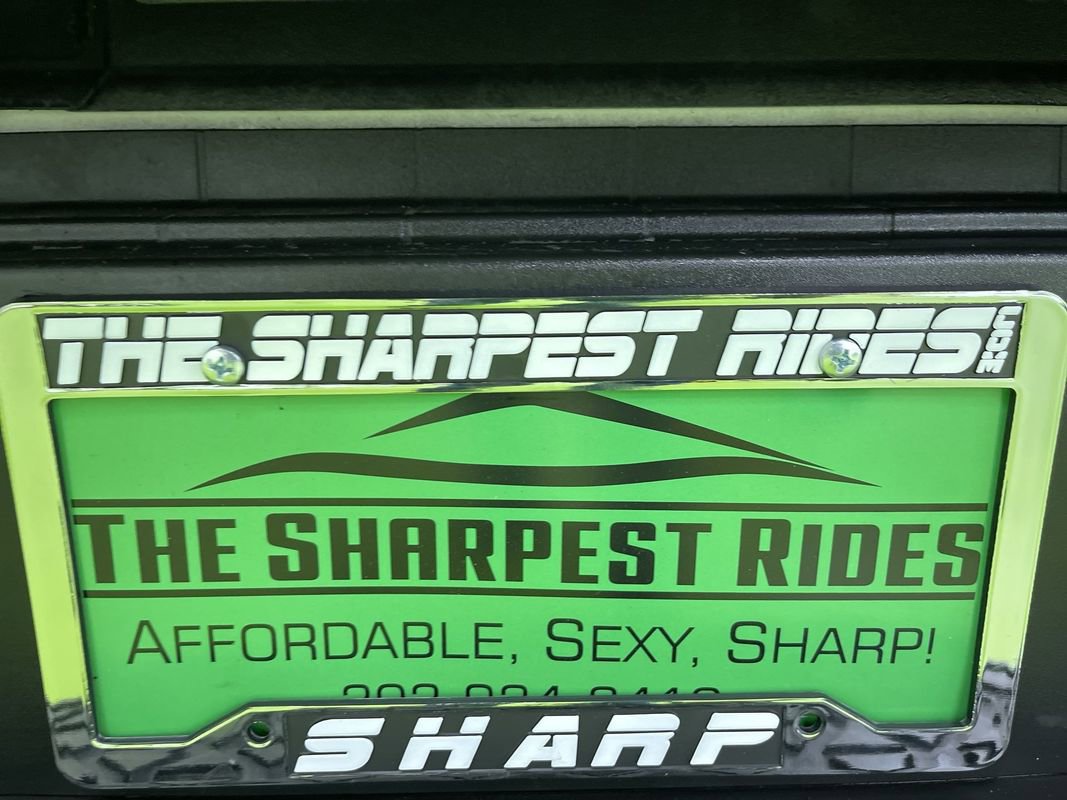 THE SHARPEST RIDES.COM
THE SHARPEST RIDES
AFFORDABLE, SEXY, SHARP!
SHARP